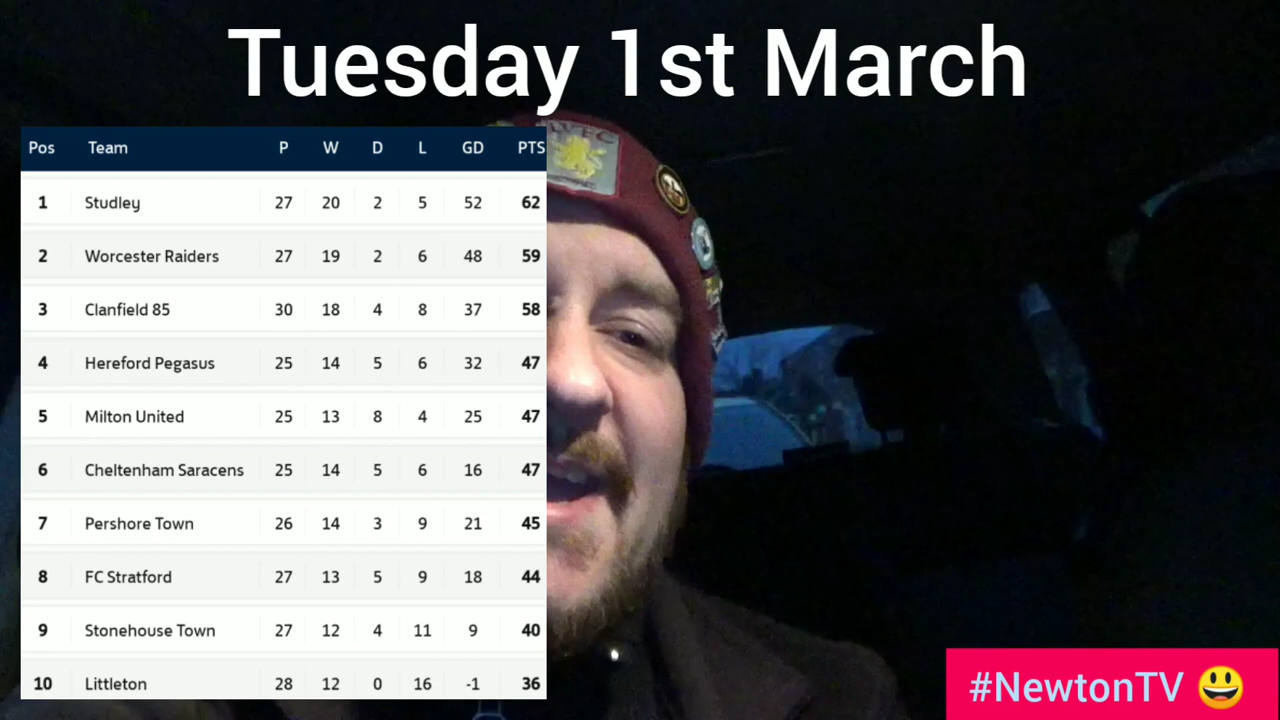 Tuesday 1st March
AVFC
Pos Team P W D L GD PTS
1 Studley 27 20 2 5 52 62
2 Worcester Raiders 27 19 2 6 48 59
3 Clanfield 85 30 18 4 8 37 58
4 Hereford Pegasus 25 14 5 6 32 47
5 Milton United 25 13 8 4 25 47
6 Cheltenham Saracens 25 14 5 6 16 47
7 Pershore Town 26 14 3 9 21 45
8 FC Stratford 27 13 5 9 18 44
9 Stonehouse Town 27 12 4 11 9 40
10 Littleton 28 12 0 16 -1 36
#NewtonTV 😃